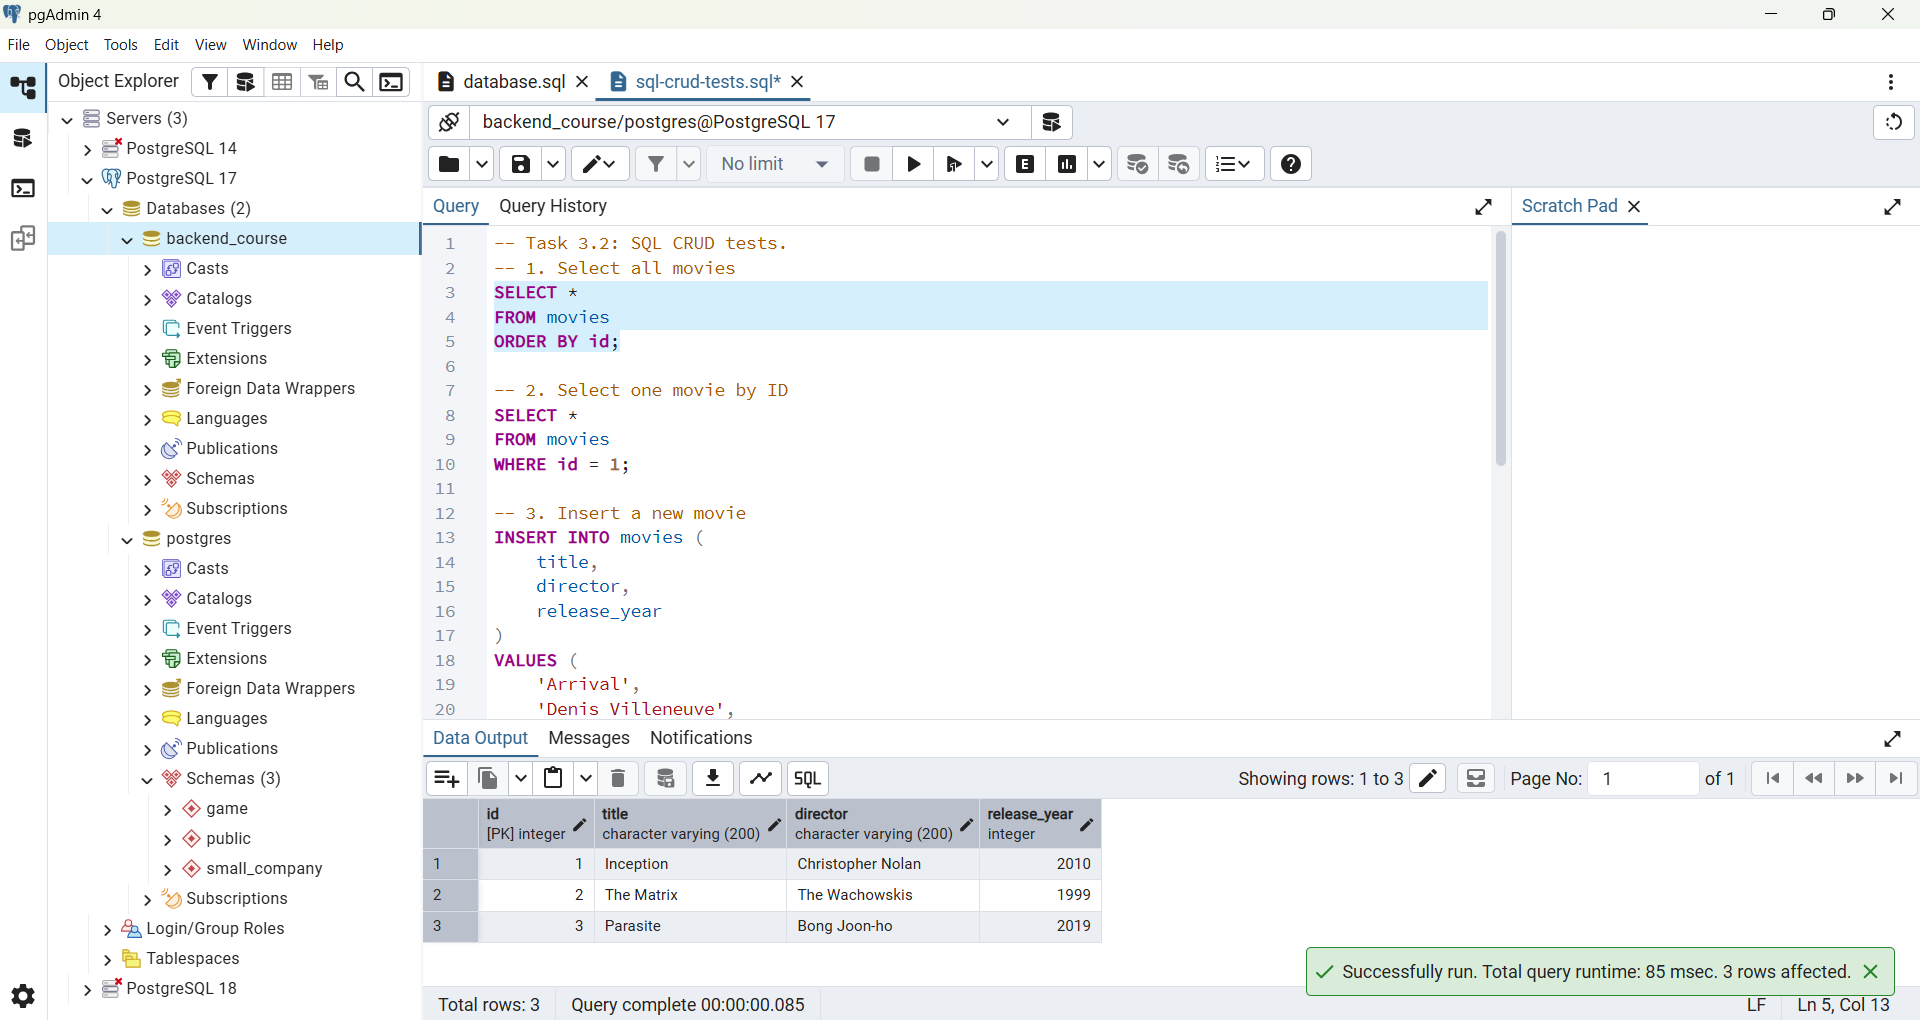 pgAdmin 4
File Object Tools Edit View Window Help
Object Explorer
Servers (3)
PostgreSQL 14
PostgreSQL 17
Databases (2)
backend_course
Casts
Catalogs
Event Triggers
Extensions
Foreign Data Wrappers
Languages
Publications
Schemas
Subscriptions
postgres
Casts
Catalogs
Event Triggers
Extensions
Foreign Data Wrappers
Languages
Publications
Schemas (3)
game
public
small_company
Subscriptions
Login/Group Roles
Tablespaces
PostgreSQL 18
database.sql sql-crud-tests.sql*
backend_course/postgres@PostgreSQL 17
No limit E
Query Query History
Scratch Pad
1 -- Task 3.2: SQL CRUD tests.
2 -- 1. Select all movies
3 SELECT *
4 FROM movies
5 ORDER BY id;
6
7 -- 2. Select one movie by ID
8 SELECT *
9 FROM movies
10 WHERE id = 1;
11
12 -- 3. Insert a new movie
13 INSERT INTO movies (
14 title,
15 director,
16 release_year
17 )
18 VALUES (
19 'Arrival',
20 'Denis Villeneuve',
Data Output Messages Notifications
SQL Showing rows: 1 to 3 Page No: 1 of 1
id title director release_year
[PK] integer character varying (200) character varying (200) integer
1 1 Inception Christopher Nolan 2010
2 2 The Matrix The Wachowskis 1999
3 3 Parasite Bong Joon-ho 2019
Successfully run. Total query runtime: 85 msec. 3 rows affected.
Total rows: 3 Query complete 00:00:00.085 LF Ln 5, Col 13